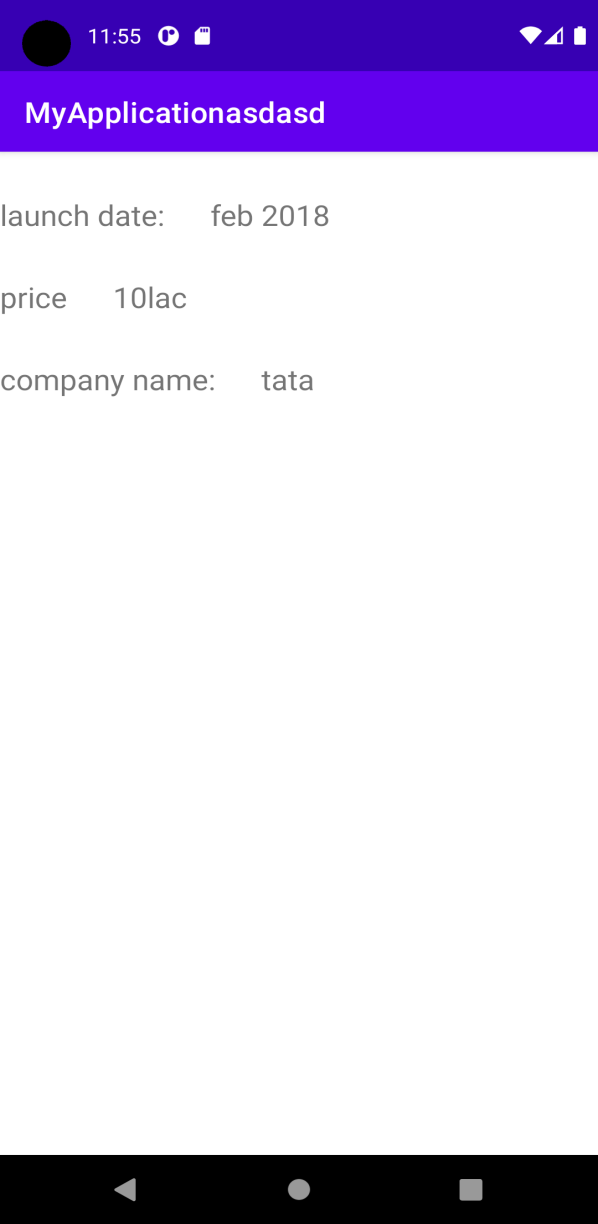 11:55
MyApplicationasdasd
launch date: feb 2018
price 10lac
company name: tata